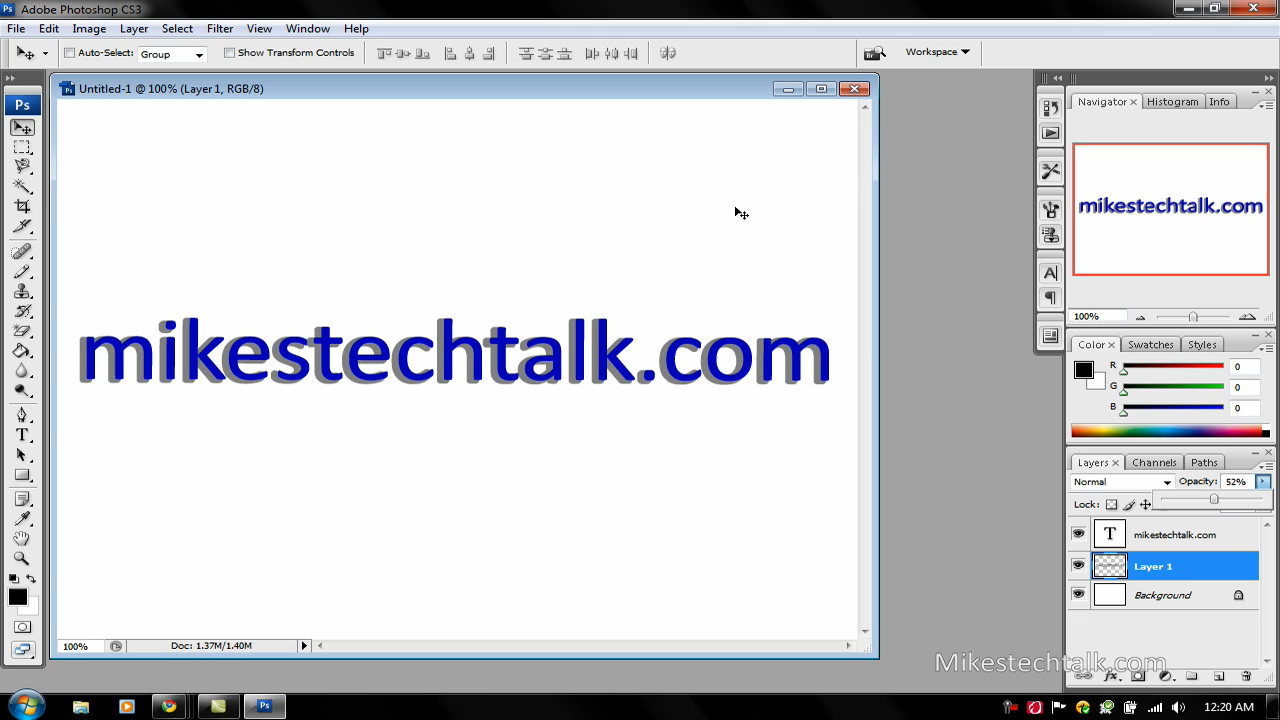 Adobe Photoshop CS3
File Edit Image Layer Select Filter View Window Help
Auto-Select: Group Show Transform Controls Workspace
Ps
Untitled-1 @ 100% (Layer 1, RGB/8)
mikestechtalk.com
100% Doc: 1.37M/1.40M
Navigator Histogram Info
mikestechtalk.com
100%
Color Swatches Styles
R 0
G 0
B 0
Layers Channels Paths
Normal Opacity: 52%
Lock:
T mikestechtalk.com
Layer 1
Background
Mikestechtalk.com
12:20 AM